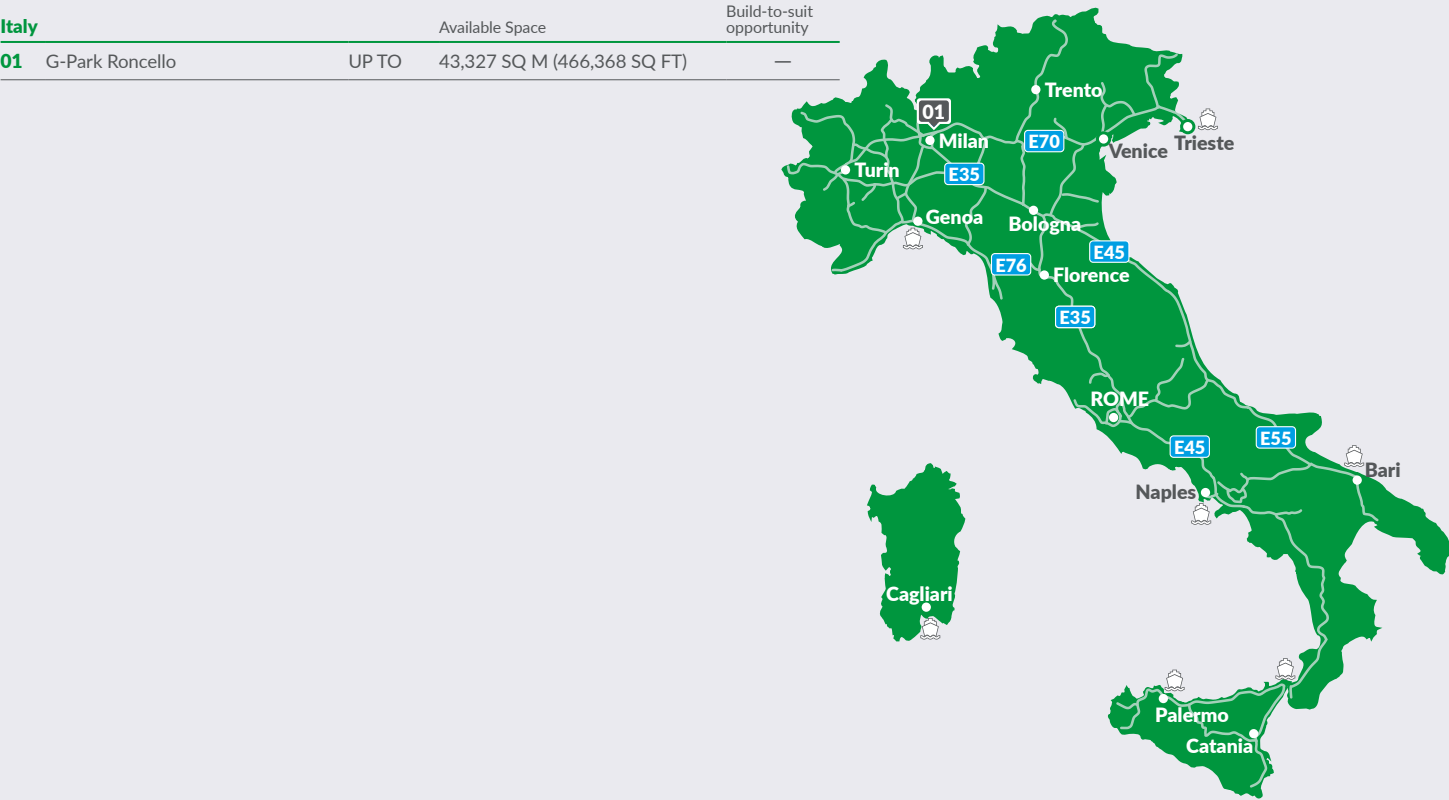 Italy Available Space Build-to-suit
opportunity
01 G-Park Roncello UP TO 43,327 SQ M (466,368 SQ FT) —
Trento
01
Milan
E70
Venice
Trieste
Turin
E35
Genoa
Bologna
E45
E76
Florence
E35
ROME
E45
E55
Bari
Naples
Cagliari
Palermo
Catania